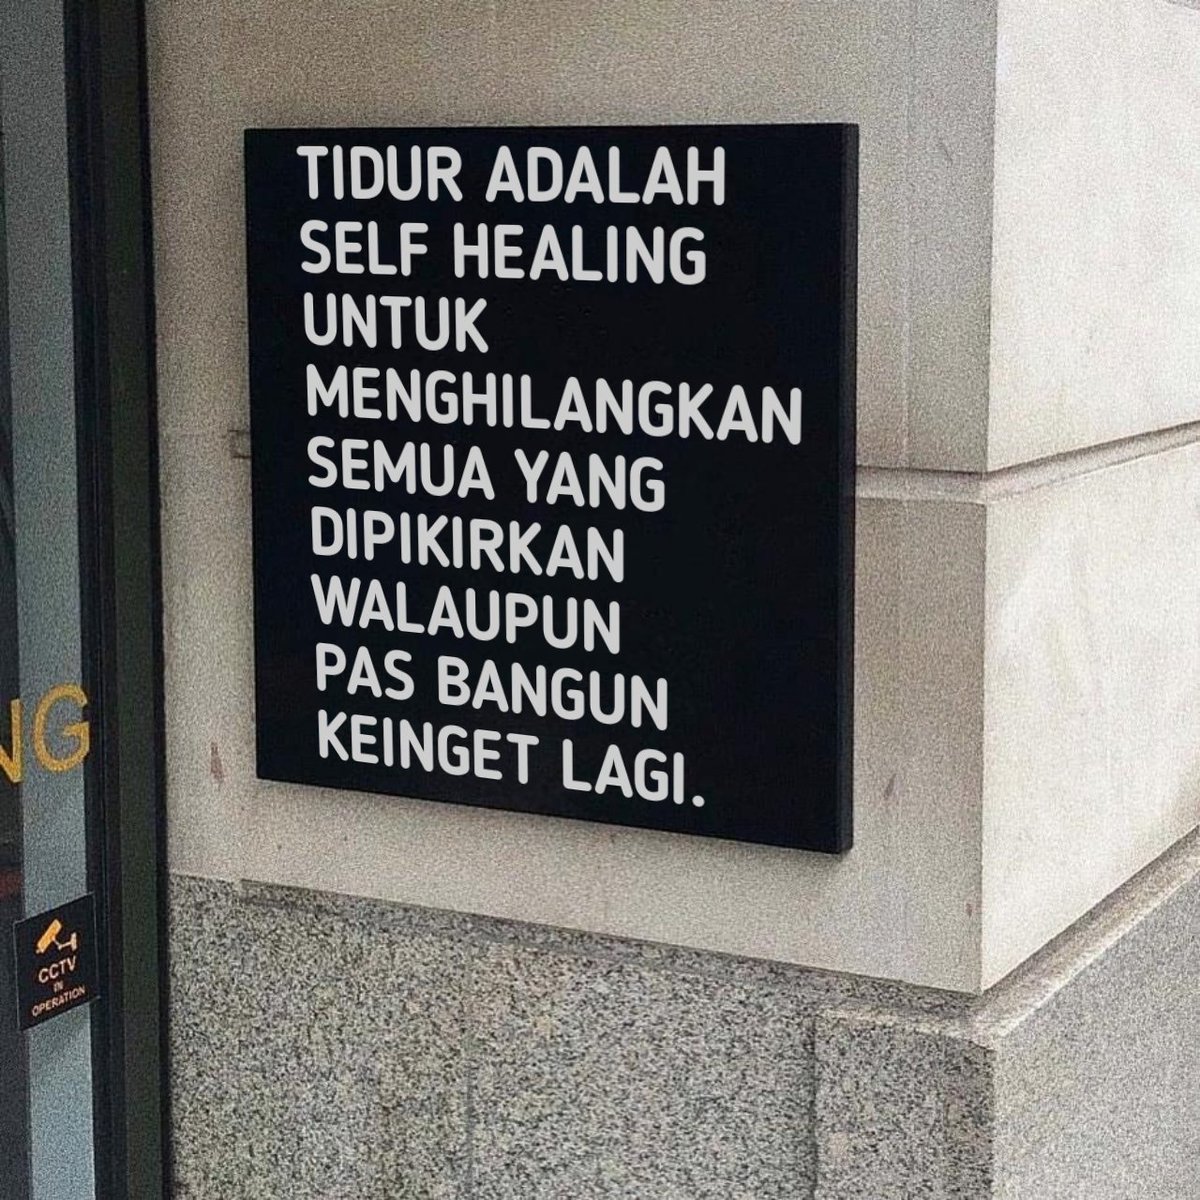 TIDUR ADALAH
SELF HEALING
UNTUK
MENGHILANGKAN
SEMUA YANG
DIPIKIRKAN
WALAUPUN
PAS BANGUN
KEINGET LAGI.
NG
CCTV
IN
OPERATION